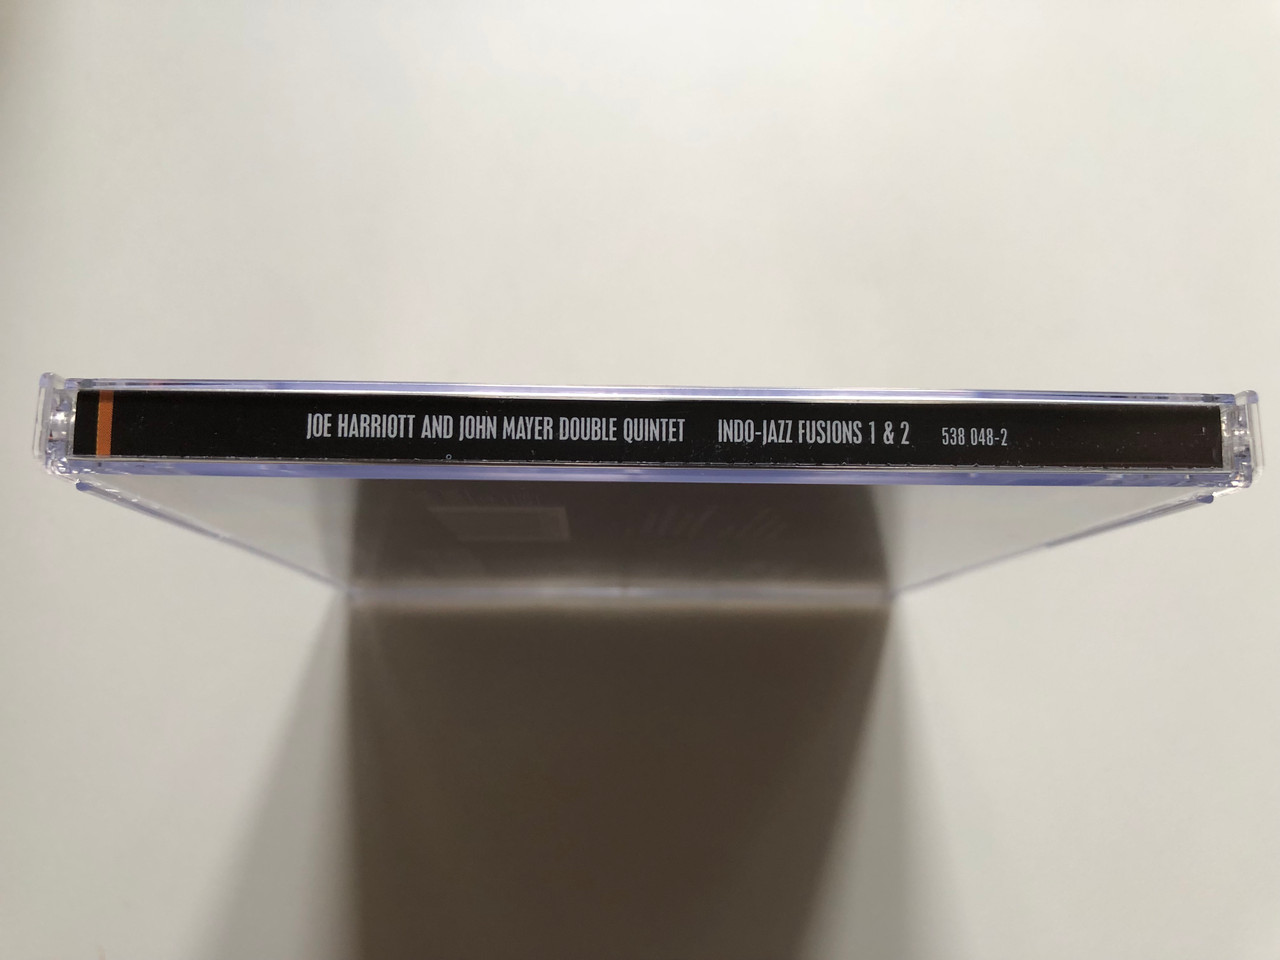 JOE HARRIOTT AND JOHN MAYER DOUBLE QUINTET INDO-JAZZ FUSIONS 1 & 2 538 048-2